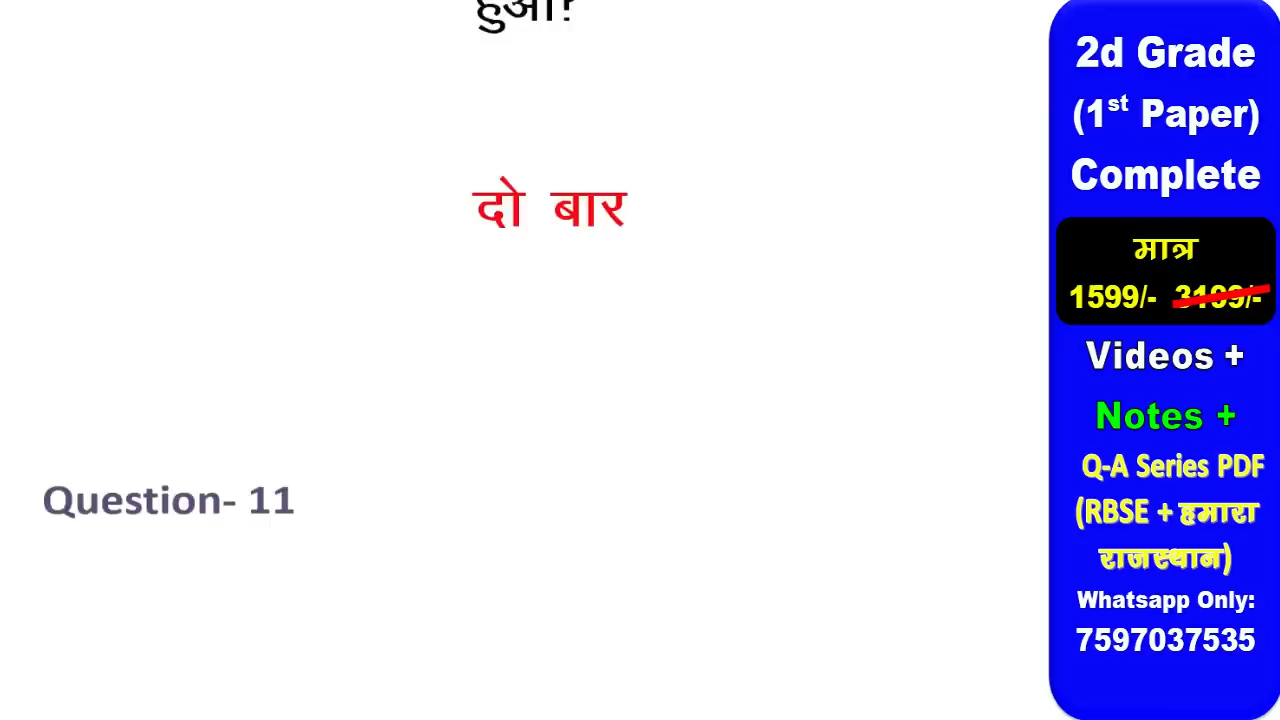 हुआ?
दो बार
Question- 11
2d Grade
(1st Paper)
Complete
मात्र
1599/- 3199/-
Videos +
Notes +
Q-A Series PDF
(RBSE + हमारा
राजस्थान)
Whatsapp Only:
7597037535